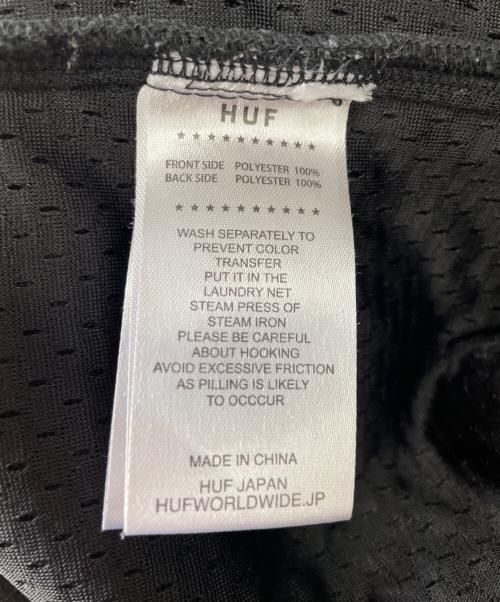 HUF
★★★★★★★★★★
FRONT SIDE POLYESTER 100%
BACK SIDE POLYESTER 100%
★★★★★★★★★★
WASH SEPARATELY TO
PREVENT COLOR
TRANSFER
PUT IT IN THE
LAUNDRY NET
STEAM PRESS OF
STEAM IRON
PLEASE BE CAREFUL
ABOUT HOOKING
AVOID EXCESSIVE FRICTION
AS PILLING IS LIKELY
TO OCCCUR
MADE IN CHINA
HUF JAPAN
HUFWORLDWIDE.JP